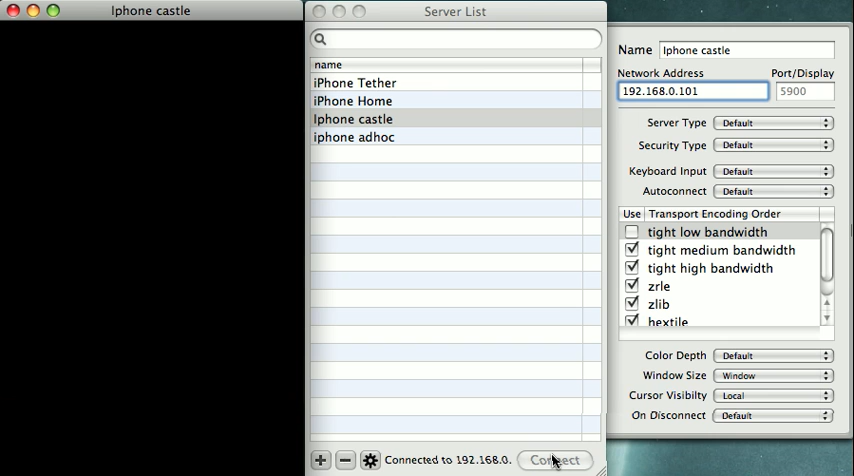 Iphone castle
Server List
name
iPhone Tether
iPhone Home
Iphone castle
iphone adhoc
Connected to 192.168.0.
Connect
Name Iphone castle
Network Address Port/Display
192.168.0.101 5900
Server Type Default
Security Type Default
Keyboard Input Default
Autoconnect Default
Use Transport Encoding Order
tight low bandwidth
tight medium bandwidth
tight high bandwidth
zrle
zlib
hextile
Color Depth Default
Window Size Window
Cursor Visibilty Local
On Disconnect Default